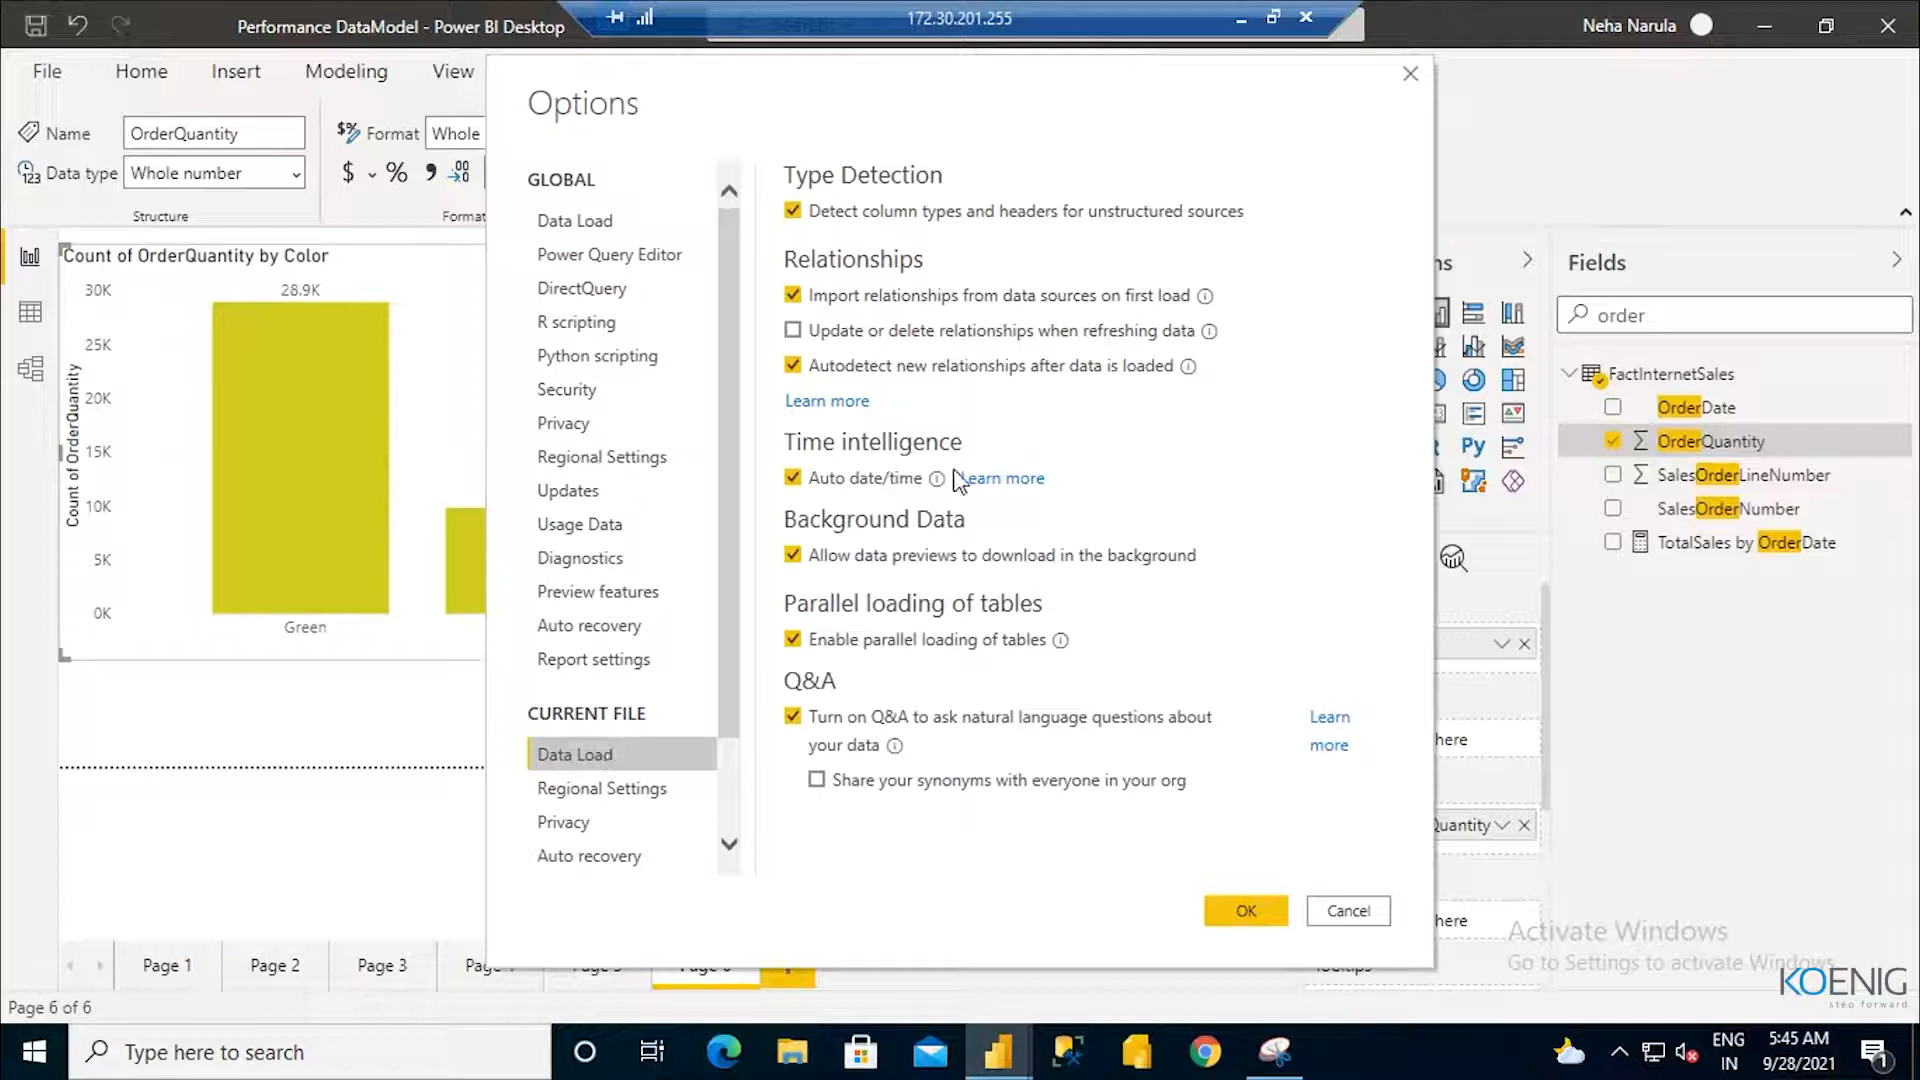 Performance DataModel - Power BI Desktop
172.30.201.255
Neha Narula
File
Home
Insert
Modeling
View
Name
OrderQuantity
Format
Whole
Data type
Whole number
$
%
Structure
Options
GLOBAL
Data Load
Power Query Editor
DirectQuery
R scripting
Python scripting
Security
Privacy
Regional Settings
Updates
Usage Data
Diagnostics
Preview features
Auto recovery
Report settings
CURRENT FILE
Data Load
Regional Settings
Privacy
Auto recovery
Type Detection
Detect column types and headers for unstructured sources
Relationships
Import relationships from data sources on first load
Update or delete relationships when refreshing data
Autodetect new relationships after data is loaded
Learn more
Time intelligence
Auto date/time
Learn more
Background Data
Allow data previews to download in the background
Parallel loading of tables
Enable parallel loading of tables
Q&A
Turn on Q&A to ask natural language questions about
your data
Learn
more
Share your synonyms with everyone in your org
OK
Cancel
Count of OrderQuantity by Color
30K
25K
20K
15K
10K
5K
0K
Count of OrderQuantity
28.9K
Green
Fields
order
FactInternetSales
OrderDate
OrderQuantity
SalesOrderLineNumber
SalesOrderNumber
TotalSales by OrderDate
Py
here
Quantity
here
Activate Windows
Go to Settings to activate Windows.
KOENIG
step forward
Page 1
Page 2
Page 3
Page 6 of 6
Type here to search
ENG
IN
5:45 AM
9/28/2021
1